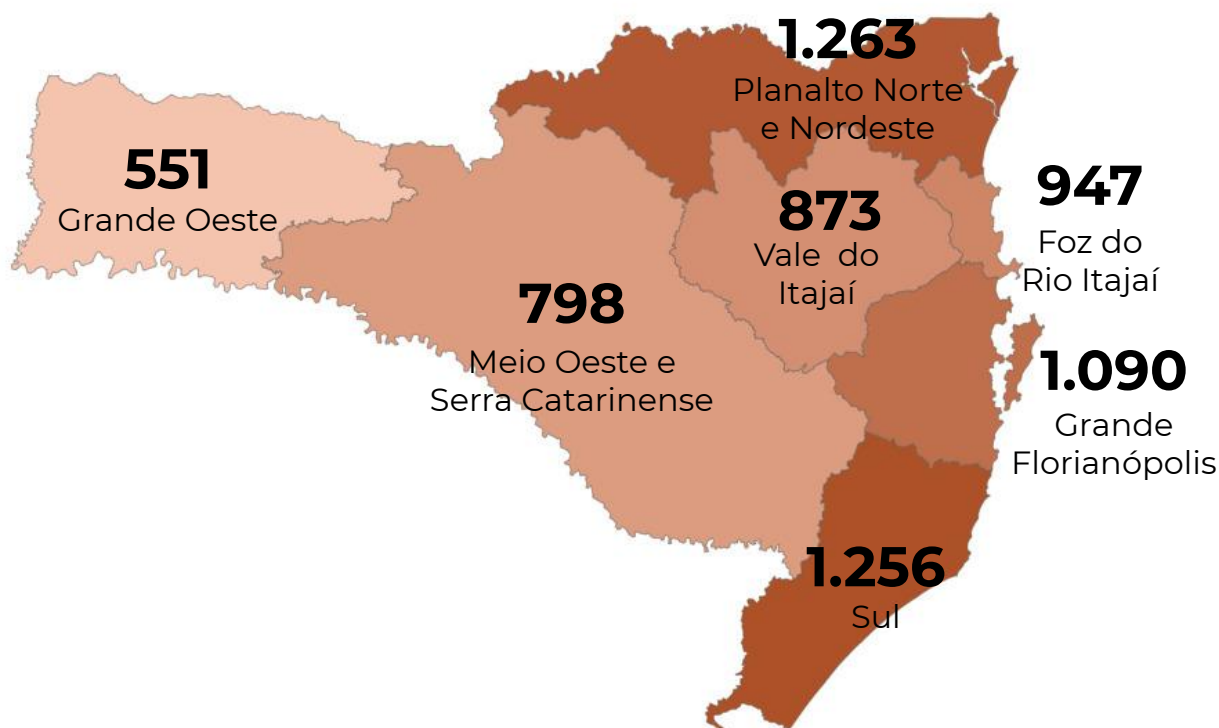 1.263
Planalto Norte
e Nordeste
551
Grande Oeste
873
Vale do
Itajaí
947
Foz do
Rio Itajaí
798
Meio Oeste e
Serra Catarinense
1.090
Grande
Florianópolis
1.256
Sul